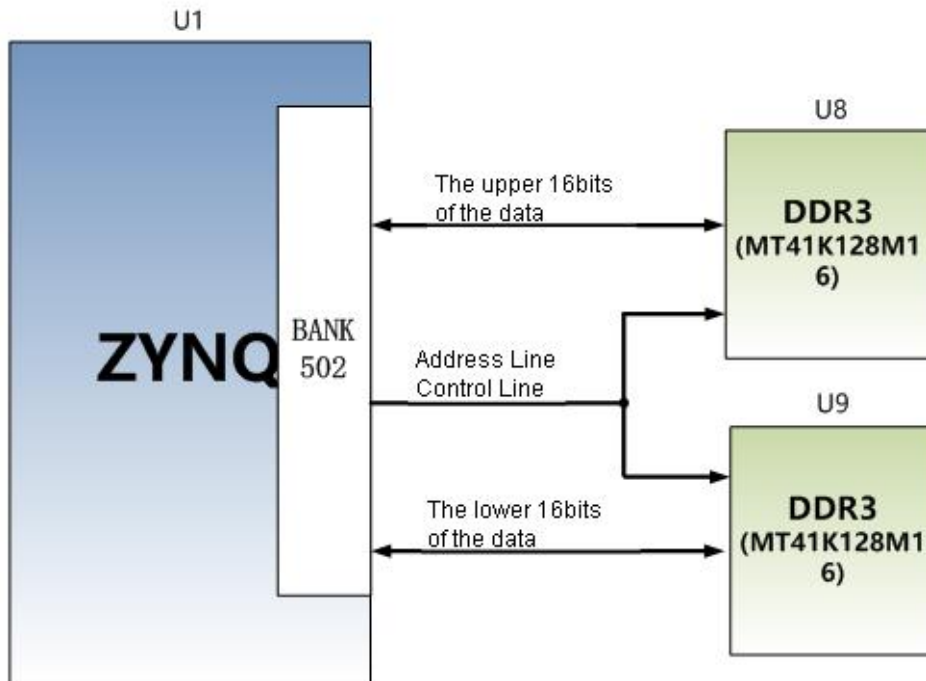 U1
ZYNQ
BANK
502
The upper 16bits
of the data
Address Line
Control Line
The lower 16bits
of the data
U8
DDR3
(MT41K128M1
6)
U9
DDR3
(MT41K128M1
6)